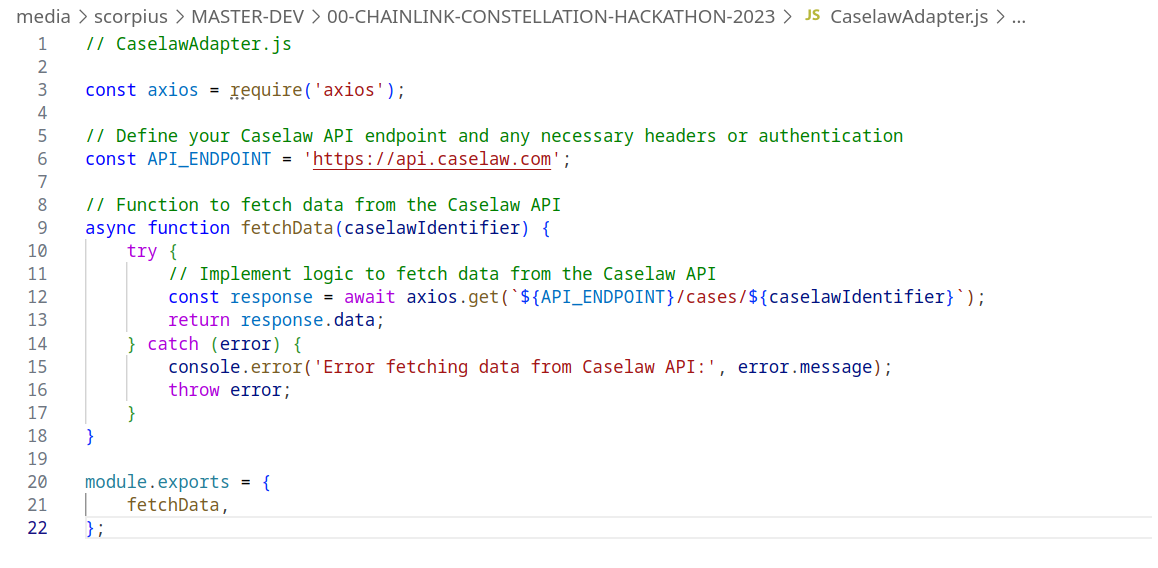 media > scorpius > MASTER-DEV > 00-CHAINLINK-CONSTELLATION-HACKATHON-2023 > JS CaselawAdapter.js > ...
1 // CaselawAdapter.js
2
3 const axios = require('axios');
4
5 // Define your Caselaw API endpoint and any necessary headers or authentication
6 const API_ENDPOINT = 'https://api.caselaw.com';
7
8 // Function to fetch data from the Caselaw API
9 async function fetchData(caselawIdentifier) {
10     try {
11         // Implement logic to fetch data from the Caselaw API
12         const response = await axios.get(`${API_ENDPOINT}/cases/${caselawIdentifier}`);
13         return response.data;
14     } catch (error) {
15         console.error('Error fetching data from Caselaw API:', error.message);
16         throw error;
17     }
18 }
19
20 module.exports = {
21     fetchData,
22 };